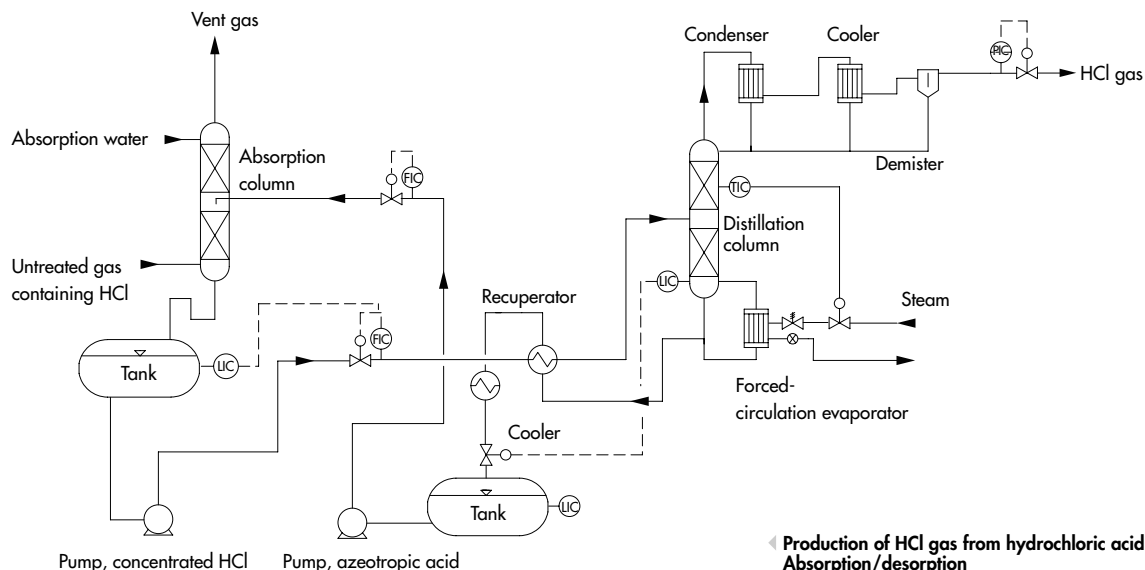 Vent gas
Condenser
Cooler
PIC
HCl gas
Absorption water
Absorption
column
FIC
Demister
TIC
Distillation
column
Untreated gas
containing HCl
LIC
Recuperator
Steam
FIC
LIC
Tank
Forced-
circulation evaporator
Cooler
Tank
LIC
Pump, concentrated HCl
Pump, azeotropic acid
Production of HCl gas from hydrochloric acid
Absorption/desorption